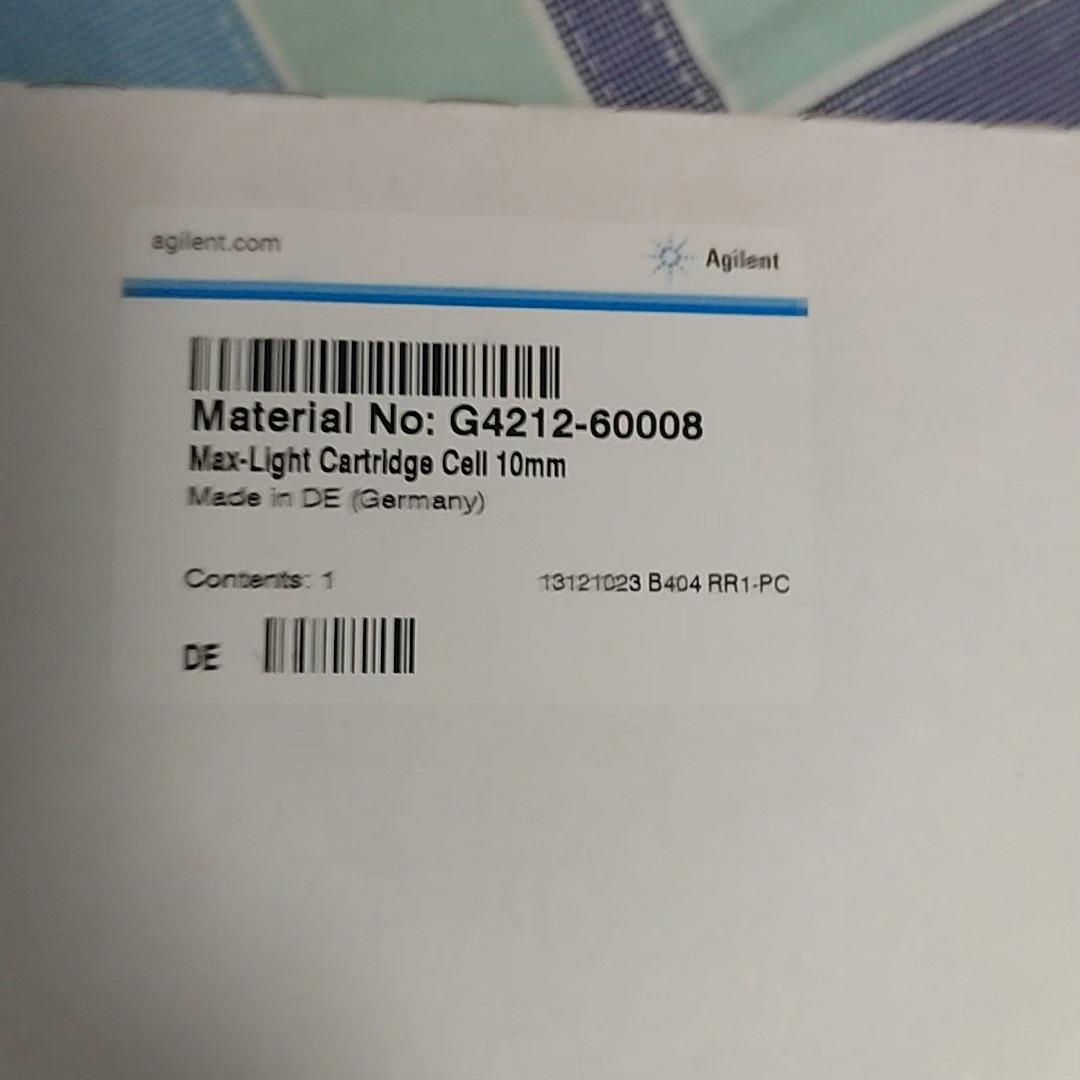 agilent.com
Agilent
Material No: G4212-60008
Max-Light Cartridge Cell 10mm
Made in DE (Germany)
Contents: 1
13121023 B404 RR1-PC
DE